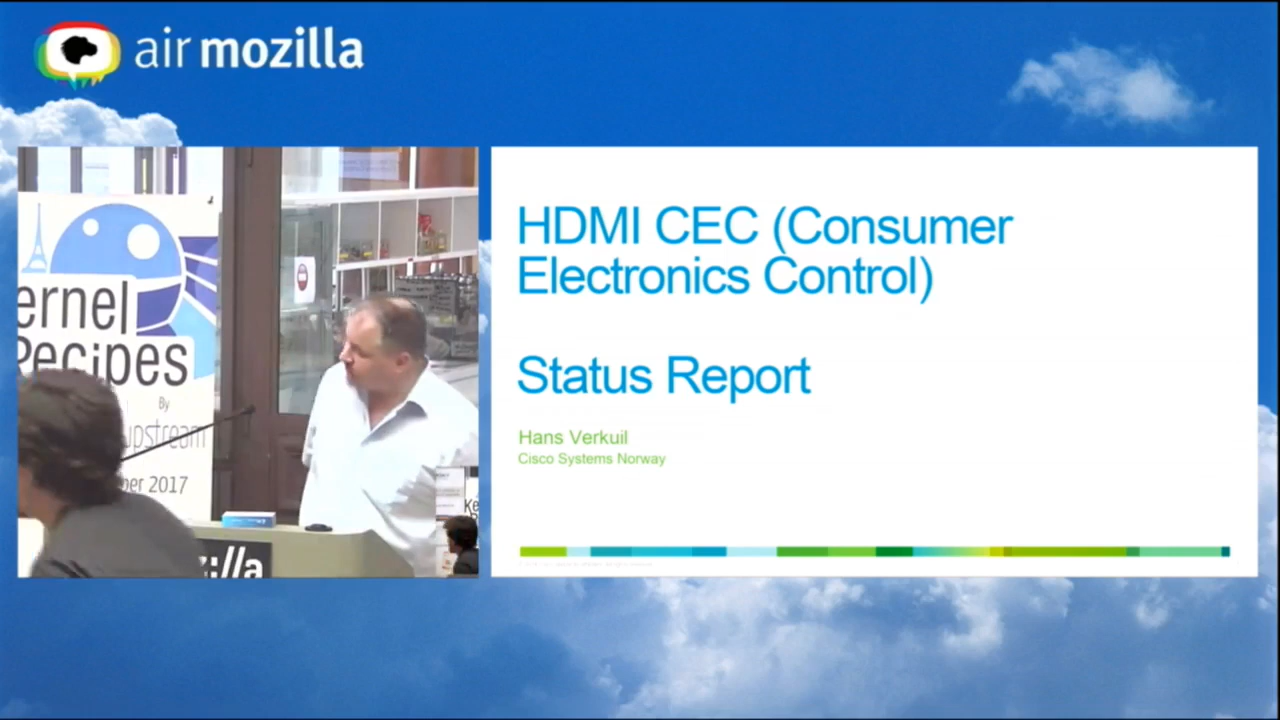 air mozilla
ernel
Recipes
By
upstream
ber 2017
HDMI CEC (Consumer
Electronics Control)
Status Report
Hans Verkuil
Cisco Systems Norway